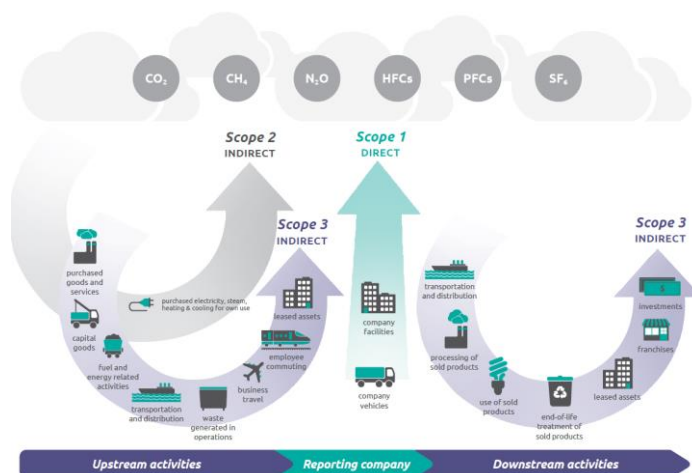 CO₂
CH₄
N₂O
HFCs
PFCs
SF₆
Scope 2
INDIRECT
Scope 1
DIRECT
Scope 3
INDIRECT
Scope 3
INDIRECT
purchased
goods and
services
capital
goods
fuel and
energy related
activities
purchased electricity, steam,
heating & cooling for own use
transportation
and distribution
waste
generated in
operations
business
travel
employee
commuting
leased assets
company
facilities
company
vehicles
transportation
and distribution
processing of
sold products
use of sold
products
end-of-life
treatment of
sold products
leased assets
franchises
$
investments
Upstream activities
Reporting company
Downstream activities